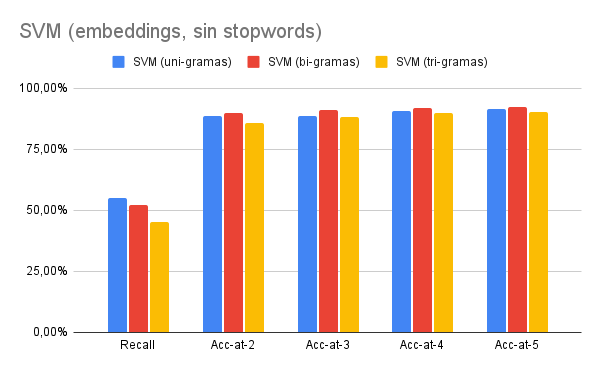 SVM (embeddings, sin stopwords)
SVM (uni-gramas) SVM (bi-gramas) SVM (tri-gramas)
100,00%
75,00%
50,00%
25,00%
0,00%
Recall Acc-at-2 Acc-at-3 Acc-at-4 Acc-at-5